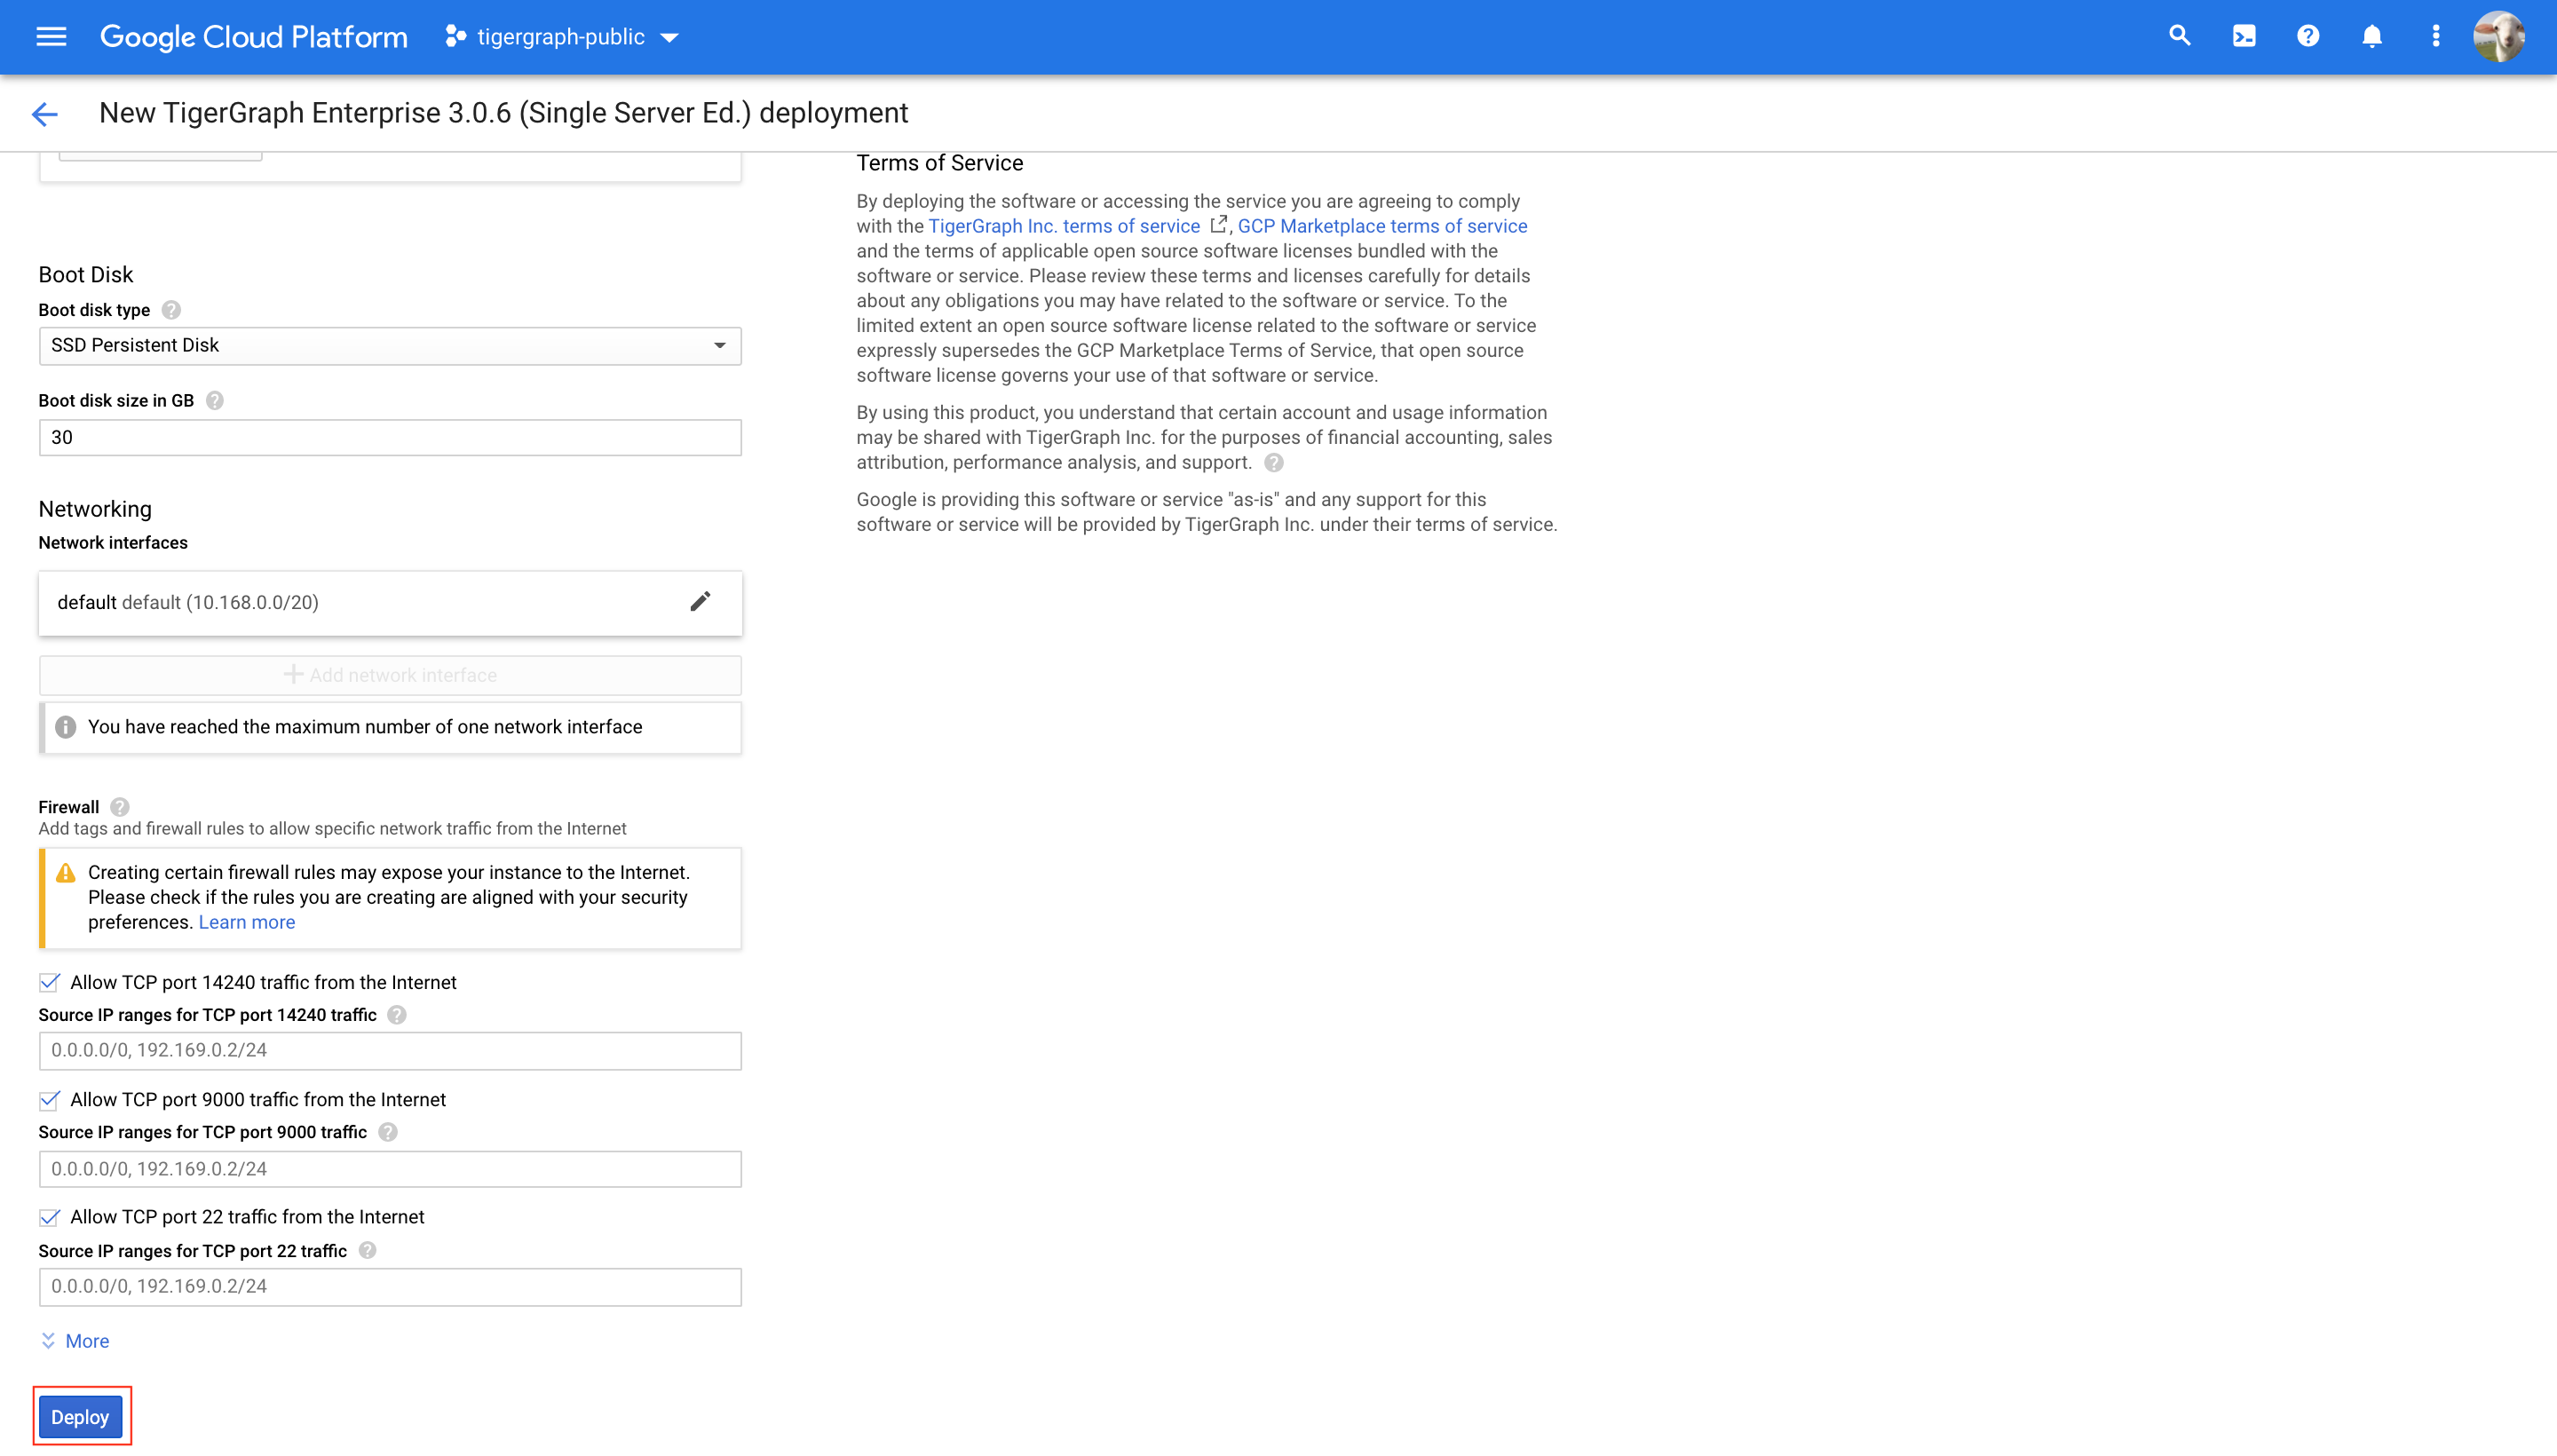 Google Cloud Platform
tigergraph-public
New TigerGraph Enterprise 3.0.6 (Single Server Ed.) deployment
Boot Disk
Boot disk type
SSD Persistent Disk
Boot disk size in GB
30
Networking
Network interfaces
default default (10.168.0.0/20)
Add network interface
You have reached the maximum number of one network interface
Firewall
Add tags and firewall rules to allow specific network traffic from the Internet
Creating certain firewall rules may expose your instance to the Internet.
Please check if the rules you are creating are aligned with your security
preferences. Learn more
Allow TCP port 14240 traffic from the Internet
Source IP ranges for TCP port 14240 traffic
0.0.0.0/0, 192.169.0.2/24
Allow TCP port 9000 traffic from the Internet
Source IP ranges for TCP port 9000 traffic
0.0.0.0/0, 192.169.0.2/24
Allow TCP port 22 traffic from the Internet
Source IP ranges for TCP port 22 traffic
0.0.0.0/0, 192.169.0.2/24
More
Deploy
Terms of Service
By deploying the software or accessing the service you are agreeing to comply
with the TigerGraph Inc. terms of service , GCP Marketplace terms of service
and the terms of applicable open source software licenses bundled with the
software or service. Please review these terms and licenses carefully for details
about any obligations you may have related to the software or service. To the
limited extent an open source software license related to the software or service
expressly supersedes the GCP Marketplace Terms of Service, that open source
software license governs your use of that software or service.
By using this product, you understand that certain account and usage information
may be shared with TigerGraph Inc. for the purposes of financial accounting, sales
attribution, performance analysis, and support.
Google is providing this software or service "as-is" and any support for this
software or service will be provided by TigerGraph Inc. under their terms of service.